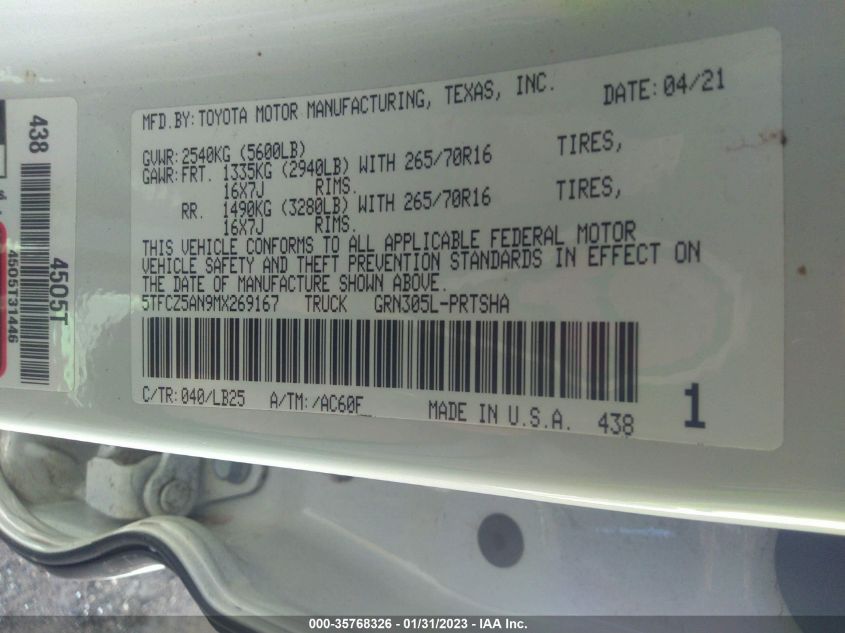 MFD.BY:TOYOTA MOTOR MANUFACTURING, TEXAS, INC. DATE:04/21
GVWR:2540KG (5600LB)
GAWR:FRT. 1335KG (2940LB) WITH 265/70R16 TIRES,
16X7J RIMS.
RR. 1490KG (3280LB) WITH 265/70R16 TIRES,
16X7J RIMS.
THIS VEHICLE CONFORMS TO ALL APPLICABLE FEDERAL MOTOR
VEHICLE SAFETY AND THEFT PREVENTION STANDARDS IN EFFECT ON
THE DATE OF MANUFACTURE SHOWN ABOVE.
5TFCZ5AN9MX269167 TRUCK GRN305L-PRTSHA
C/TR:040/LB25 A/TM:/AC60F
MADE IN U.S.A. 438 1
438
4505T
4505T31446
000-35768326 - 01/31/2023 - IAA Inc.